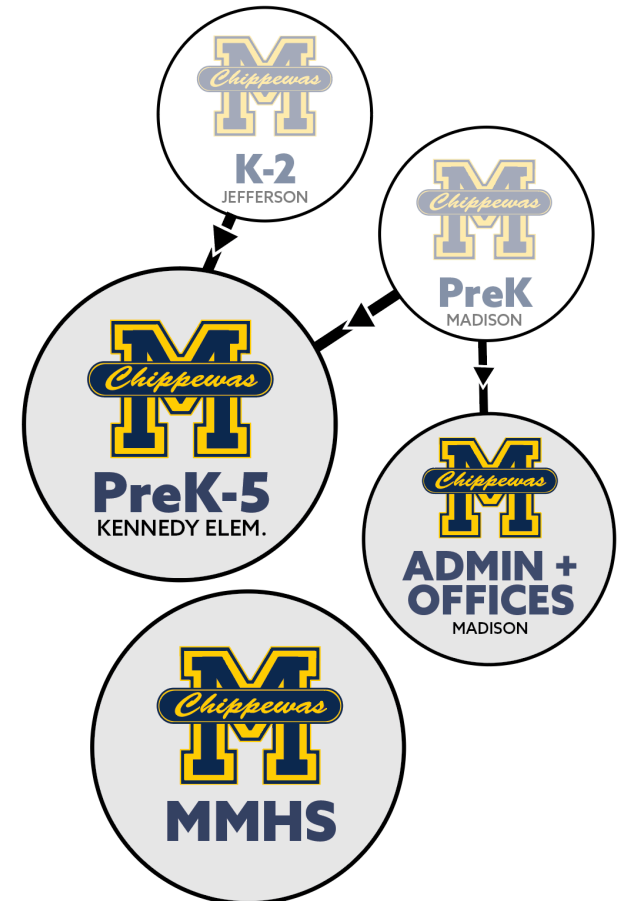 M
Chippewas
K-2
JEFFERSON
M
Chippewas
PreK
MADISON
M
Chippewas
PreK-5
KENNEDY ELEM.
M
Chippewas
ADMIN +
OFFICES
MADISON
M
Chippewas
MMHS